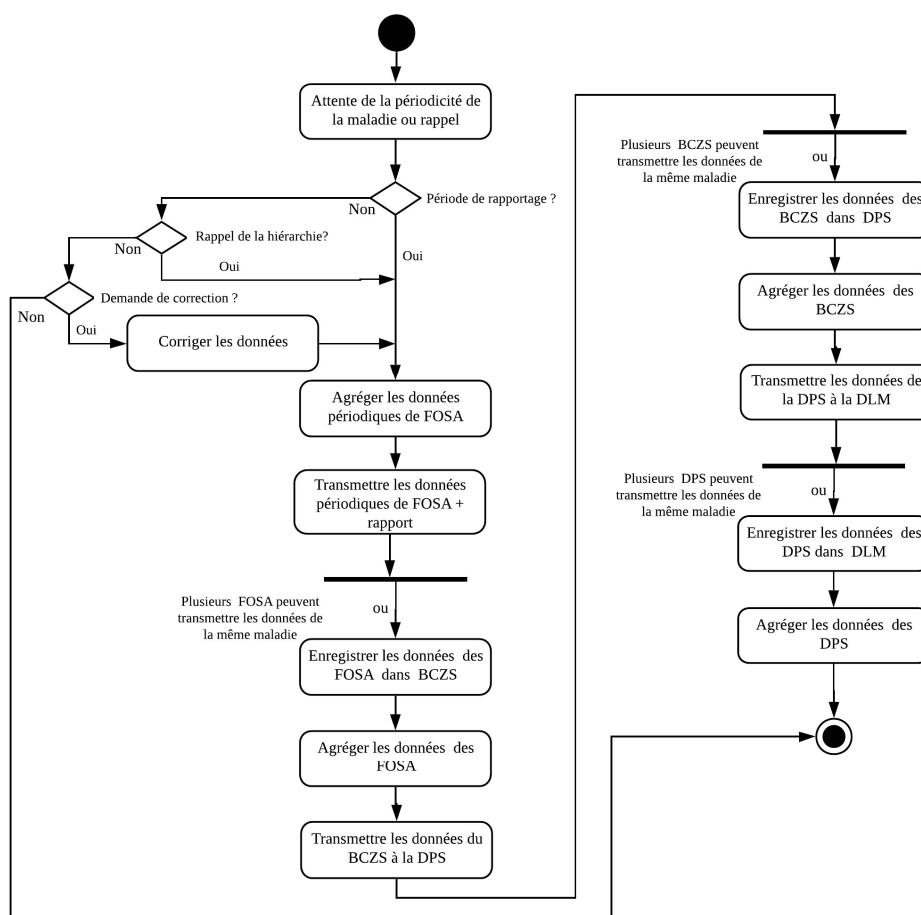 Attente de la périodicité de
la maladie ou rappel
Période de rapportage ?
Non
Oui
Rappel de la hiérarchie?
Non
Oui
Demande de correction ?
Non
Oui
Corriger les données
Agréger les données
périodiques de FOSA
Transmettre les données
périodiques de FOSA +
rapport
Plusieurs FOSA peuvent
transmettre les données de
la même maladie
ou
Enregistrer les données des
FOSA dans BCZS
Agréger les données des
FOSA
Transmettre les données du
BCZS à la DPS
Plusieurs BCZS peuvent
transmettre les données de
la même maladie
ou
Enregistrer les données des
BCZS dans DPS
Agréger les données des
BCZS
Transmettre les données de
la DPS à la DLM
Plusieurs DPS peuvent
transmettre les données de
la même maladie
ou
Enregistrer les données des
DPS dans DLM
Agréger les données des
DPS